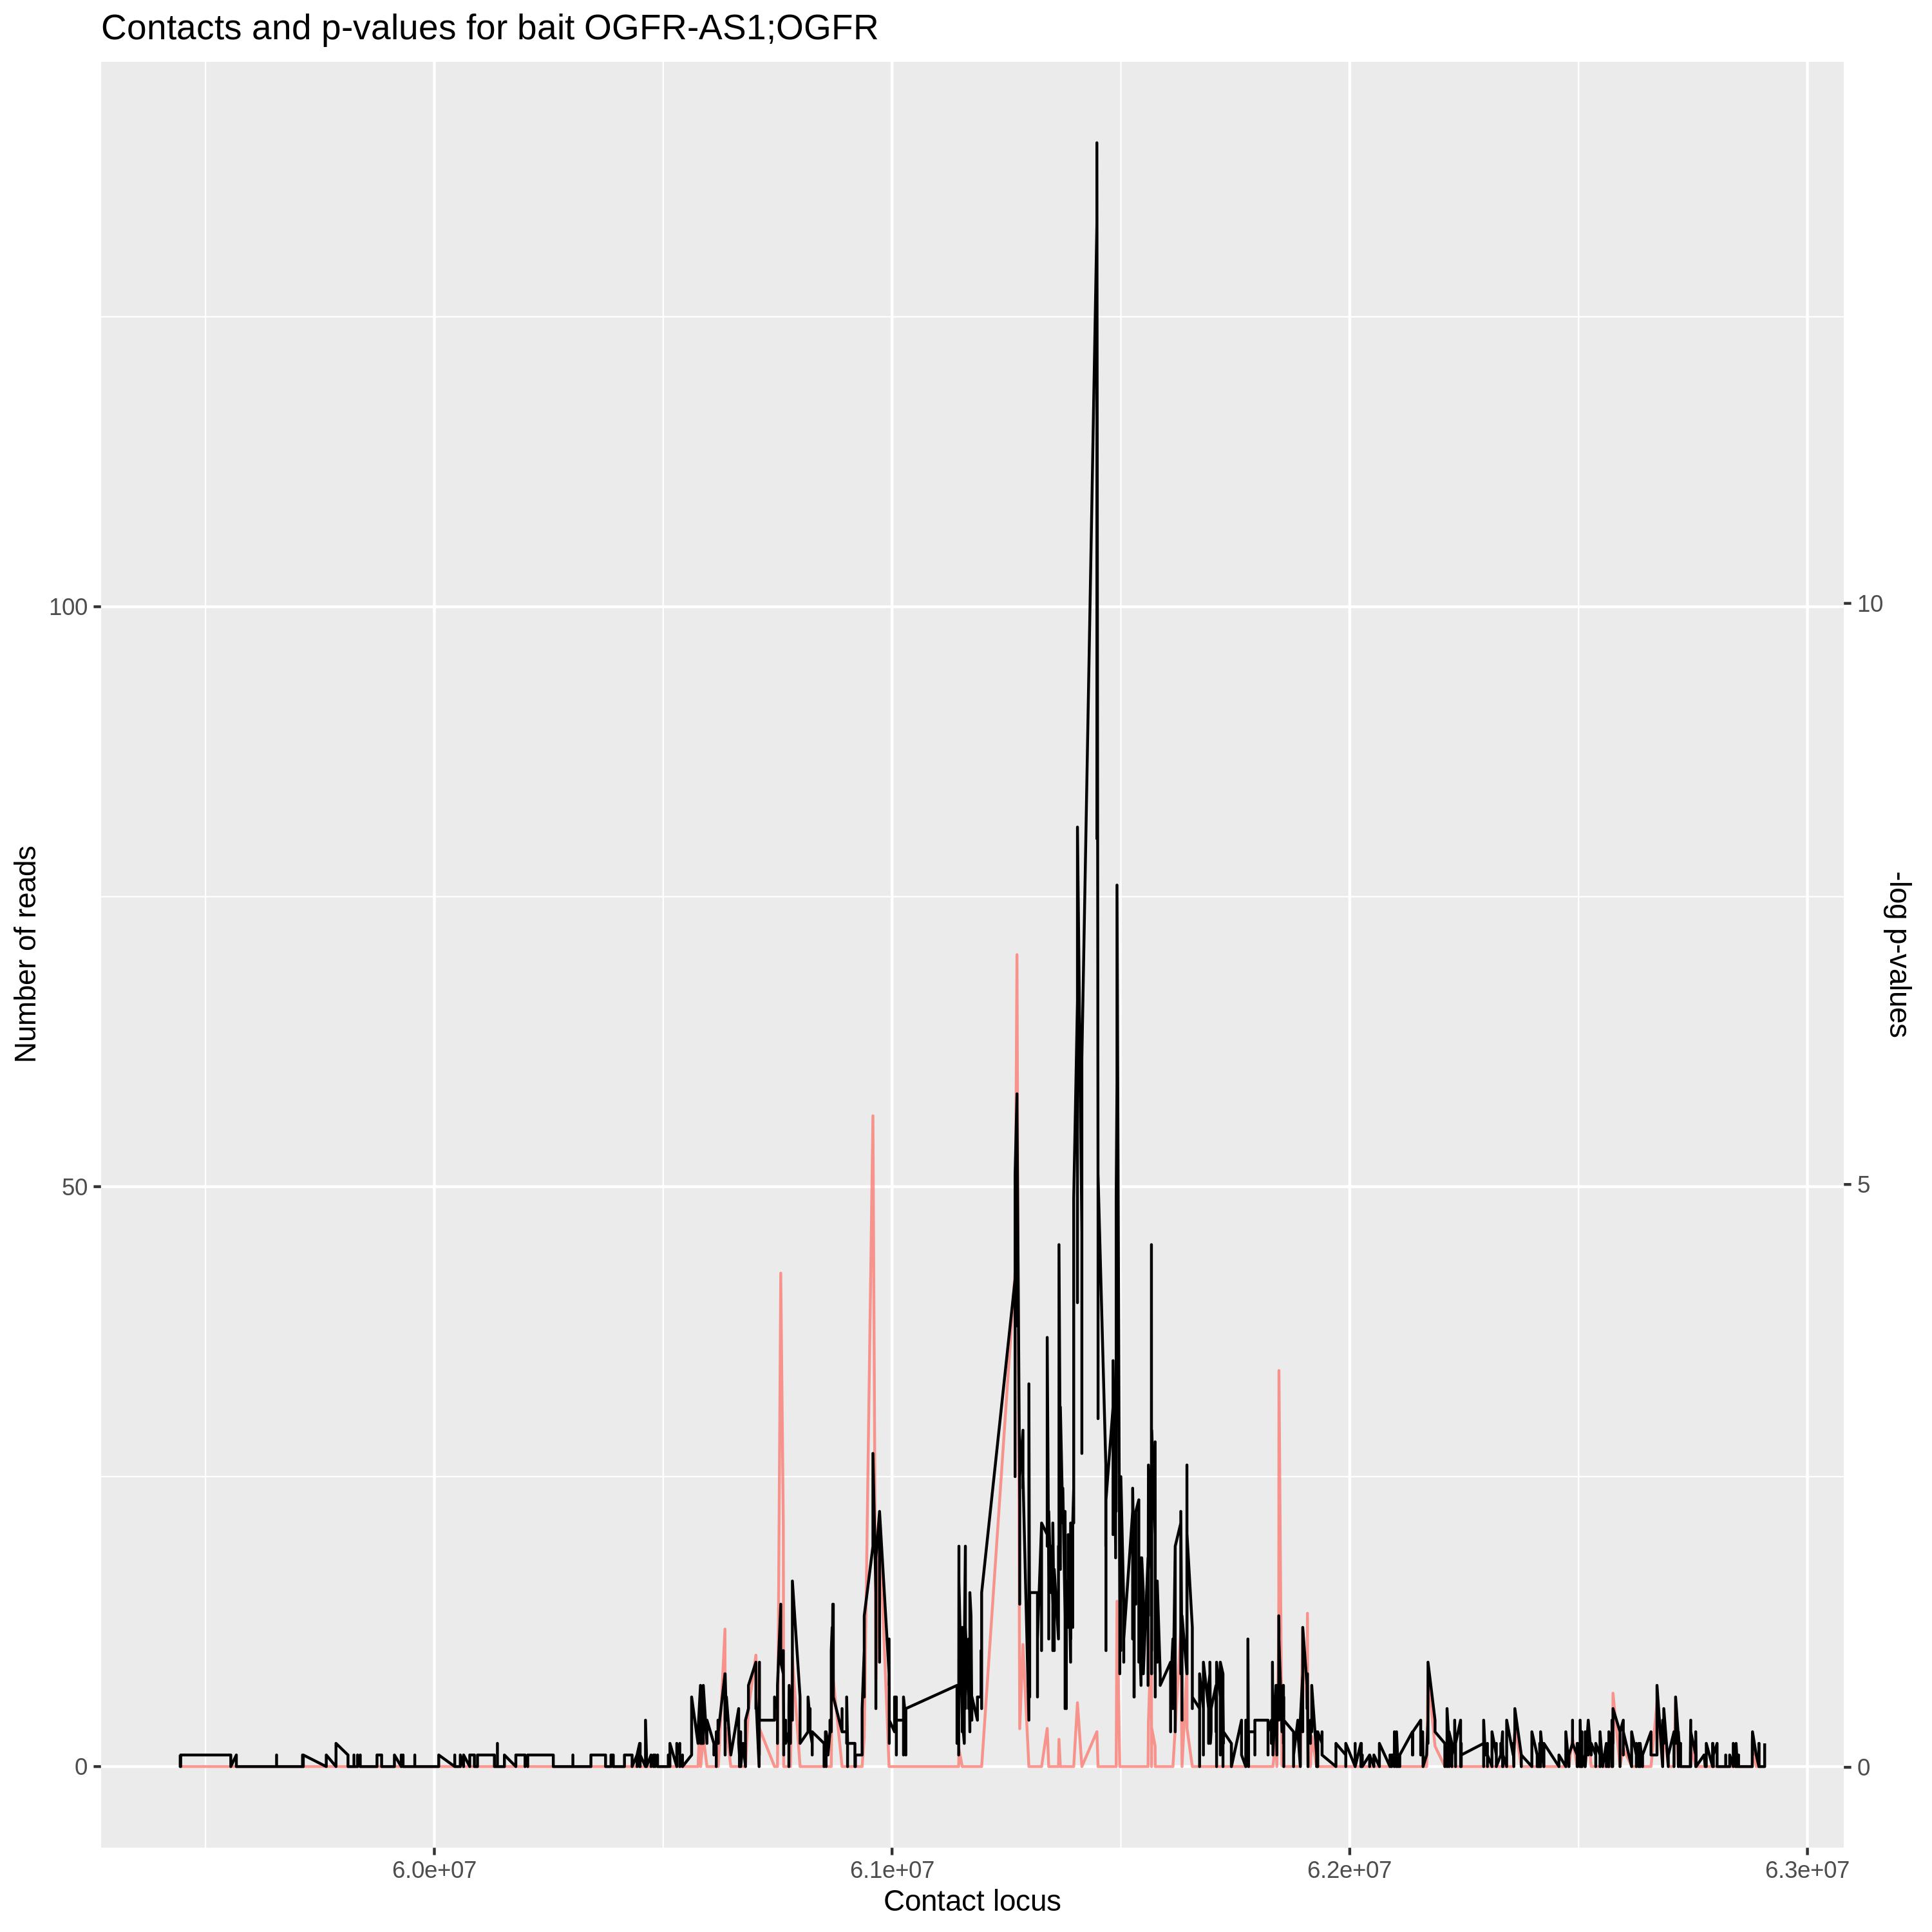 Contacts and p-values for bait OGFR-AS1;OGFR
Number of reads
100
50
0
10
5
0
-log p-values
6.0e+07
6.1e+07
6.2e+07
6.3e+07
Contact locus